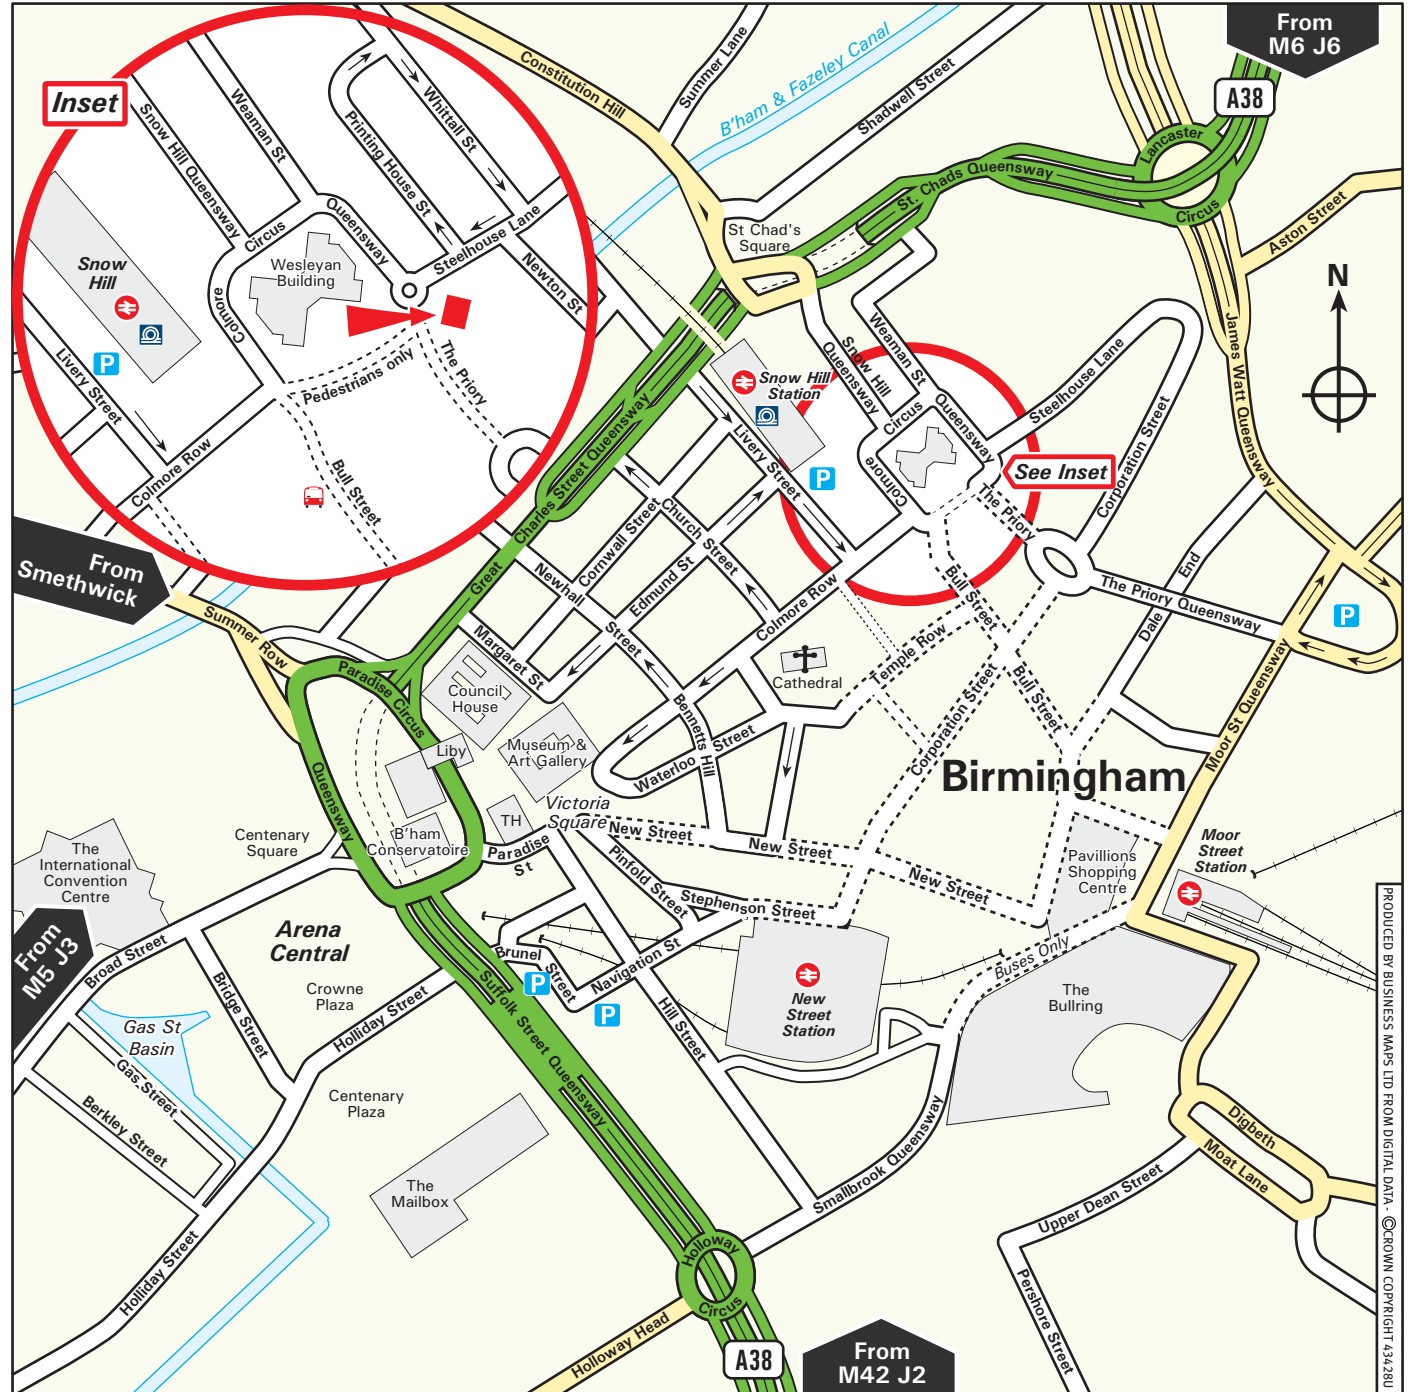 Inset
Snow Hill Queensway
Weaman St
Whittall St
Printing House St
Circus
Queensway
Steelhouse Lane
Newton St
Wesleyan
Building
Colmore
Snow
Hill
P
Livery Street
Pedestrians only
The Priory
Colmore Row
Bull Street
Constitution Hill
Summer Lane
B'ham & Fazeley Canal
Shadwell Street
From
M6 J6
A38
Lancaster
Circus
St. Chads Queensway
Aston Street
St Chad's
Square
N
James Watt Queensway
Weaman St
Snow Hill
Queensway
Steelhouse Lane
Snow Hill
Station
Circus
Queensway
Colmore
See Inset
Corporation Street
Livery Street
P
The Priory
Great
Charles Street Queensway
Church Street
Cornwall Street
Edmund St
Newhall
Street
Colmore Row
Bull Street
The Priory Queensway
Dale
End
P
From
Smethwick
Summer Row
Margaret St
Temple Row
Bull Street
Cathedral
Paradise Circus
Queensway
Council
House
Museum &
Art Gallery
Liby
Bennetts Hill
Waterloo Street
Corporation Street
Birmingham
Moor St Queensway
Victoria
Square
TH
B'ham
Conservatoire
Paradise
St
New Street
New Street
New Street
Pinfold Street
Stephenson Street
Pavillions
Shopping
Centre
Moor
Street
Station
Centenary
Square
The
International
Convention
Centre
From
M5 J3
Broad Street
Arena
Central
Crowne
Plaza
Bridge Street
Holliday Street
Brunel
Street
P
P
Navigation St
Hill Street
New
Street
Station
Buses Only
The
Bullring
Gas St
Basin
Gas Street
Berkley Street
Centenary
Plaza
Suffolk Street Queensway
The
Mailbox
Holliday Street
Smallbrook Queensway
Digbeth
Moat Lane
Upper Dean Street
Pershore Street
Holloway
Circus
Holloway Head
A38
From
M42 J2
PRODUCED BY BUSINESS MAPS LTD FROM DIGITAL DATA - ©CROWN COPYRIGHT 43428U